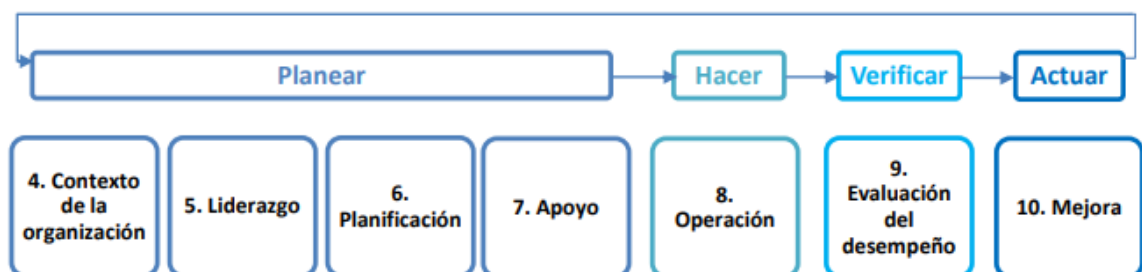 Planear
Hacer
Verificar
Actuar
4. Contexto
de la
organización
5. Liderazgo
6.
Planificación
7. Apoyo
8.
Operación
9.
Evaluación
del
desempeño
10. Mejora